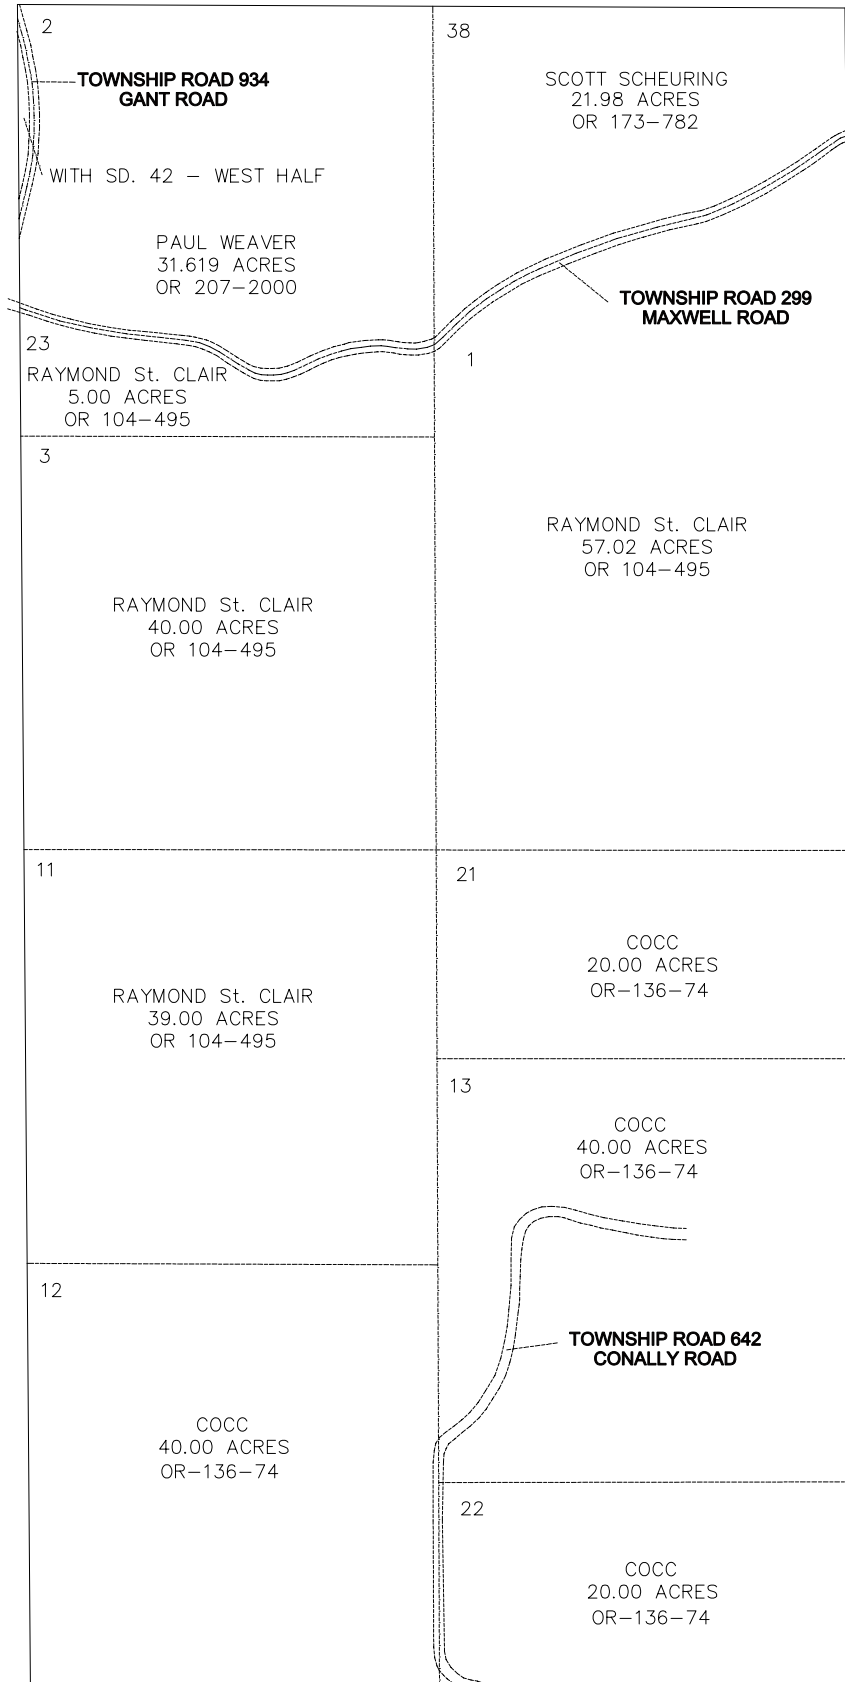 2
TOWNSHIP ROAD 934
GANT ROAD
WITH SD. 42 – WEST HALF
PAUL WEAVER
31.619 ACRES
OR 207–2000
38
SCOTT SCHEURING
21.98 ACRES
OR 173–782
TOWNSHIP ROAD 299
MAXWELL ROAD
23
RAYMOND St. CLAIR
5.00 ACRES
OR 104–495
1
RAYMOND St. CLAIR
57.02 ACRES
OR 104–495
3
RAYMOND St. CLAIR
40.00 ACRES
OR 104–495
11
RAYMOND St. CLAIR
39.00 ACRES
OR 104–495
21
COCC
20.00 ACRES
OR–136–74
13
COCC
40.00 ACRES
OR–136–74
TOWNSHIP ROAD 642
CONALLY ROAD
12
COCC
40.00 ACRES
OR–136–74
22
COCC
20.00 ACRES
OR–136–74